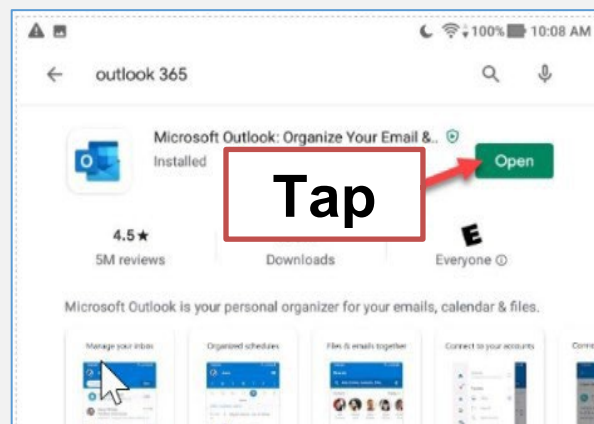 100% 10:08 AM
outlook 365
Microsoft Outlook: Organize Your Email &..
Installed
Open
Tap
4.5★
5M reviews
Downloads
E
Everyone
Microsoft Outlook is your personal organizer for your emails, calendar & files.
Manage your inbox
Organized schedules
Files & emails together
Connect to your accounts